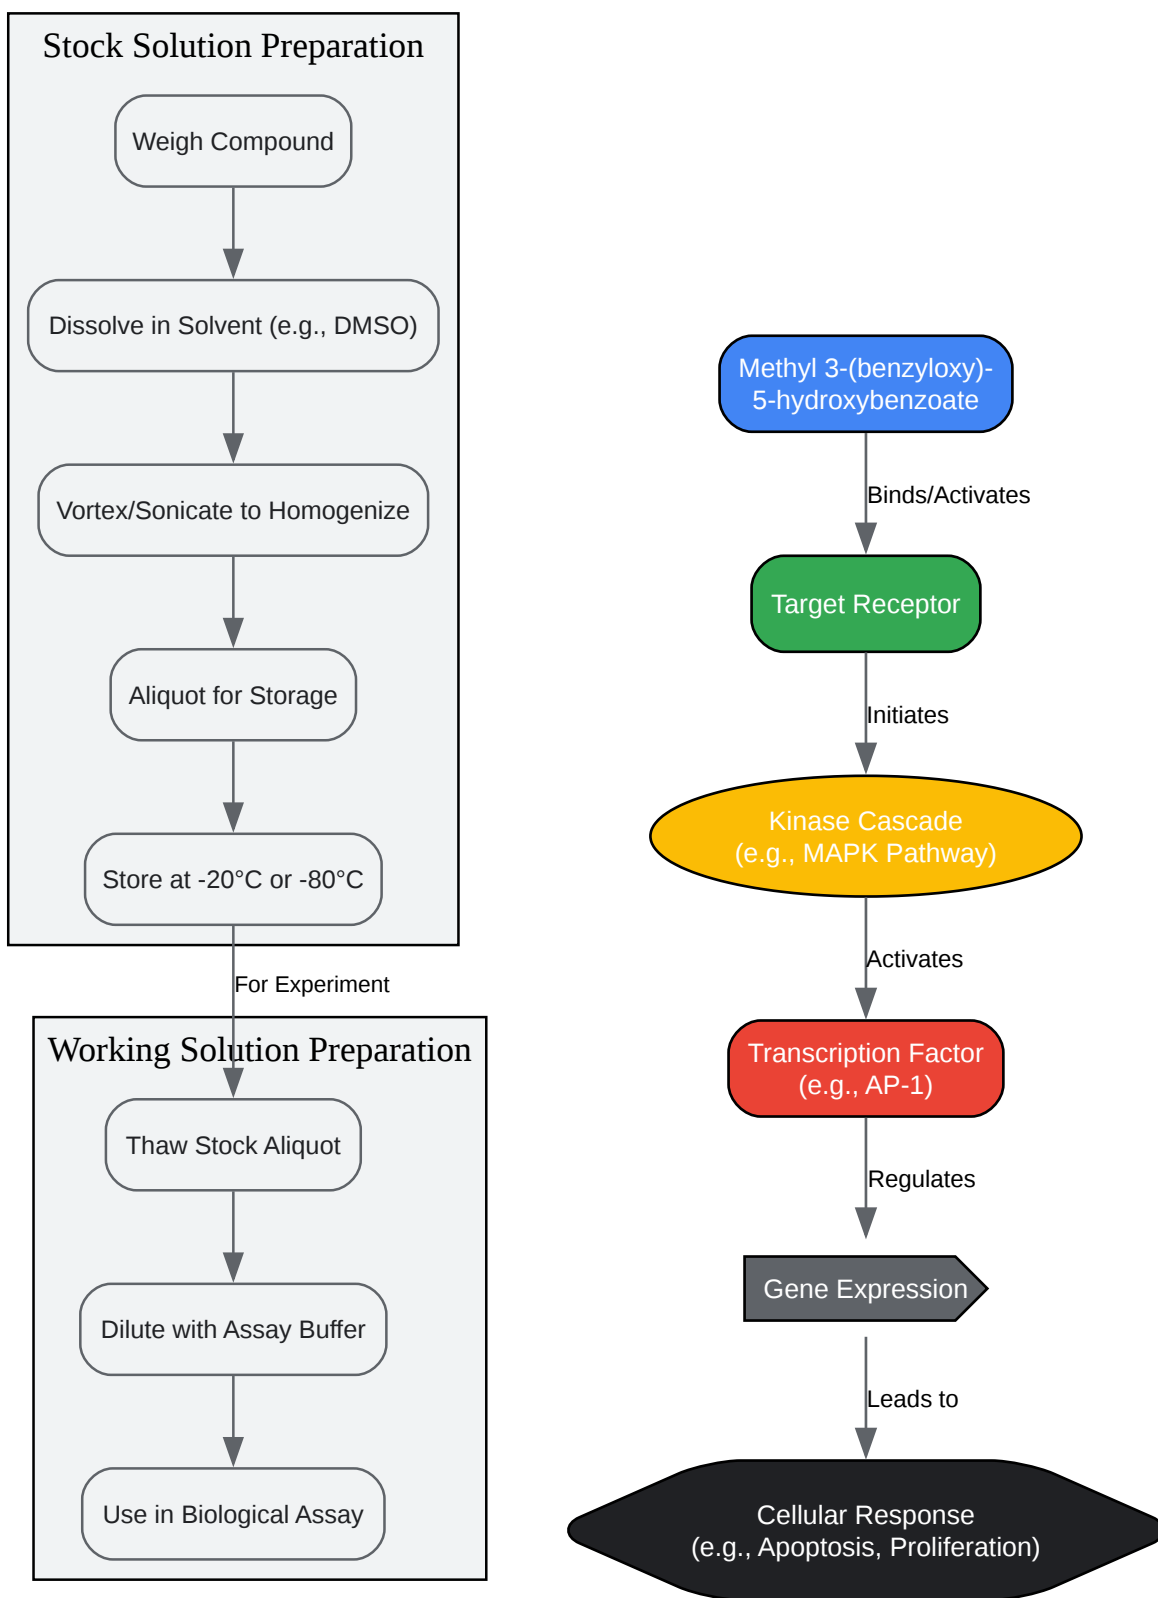 Stock Solution Preparation
Weigh Compound
Dissolve in Solvent (e.g., DMSO)
Vortex/Sonicate to Homogenize
Aliquot for Storage
Store at -20°C or -80°C
For Experiment
Working Solution Preparation
Thaw Stock Aliquot
Dilute with Assay Buffer
Use in Biological Assay
Methyl 3-(benzyloxy)-
5-hydroxybenzoate
Binds/Activates
Target Receptor
Initiates
Kinase Cascade
(e.g., MAPK Pathway)
Activates
Transcription Factor
(e.g., AP-1)
Regulates
Gene Expression
Leads to
Cellular Response
(e.g., Apoptosis, Proliferation)